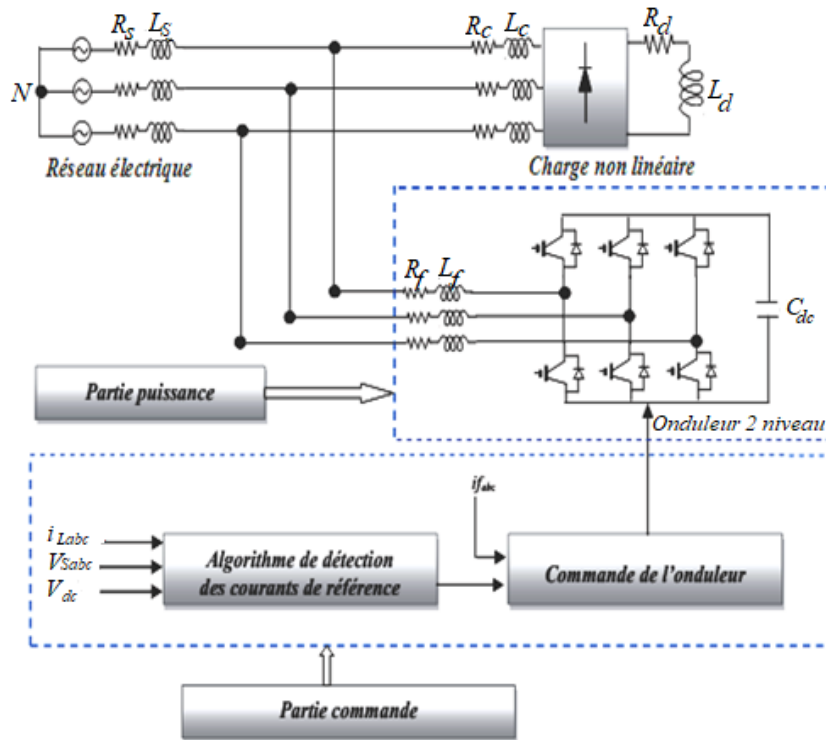 R_s L_S R_c L_c R_d
N L_d
Réseau électrique
Charge non linéaire
R_f L_f
C_dc
Partie puissance
Onduleur 2 niveau
if_abc
i_Labc
V_Sabc
V_dc
Algorithme de détection
des courants de référence
Commande de l'onduleur
Partie commande